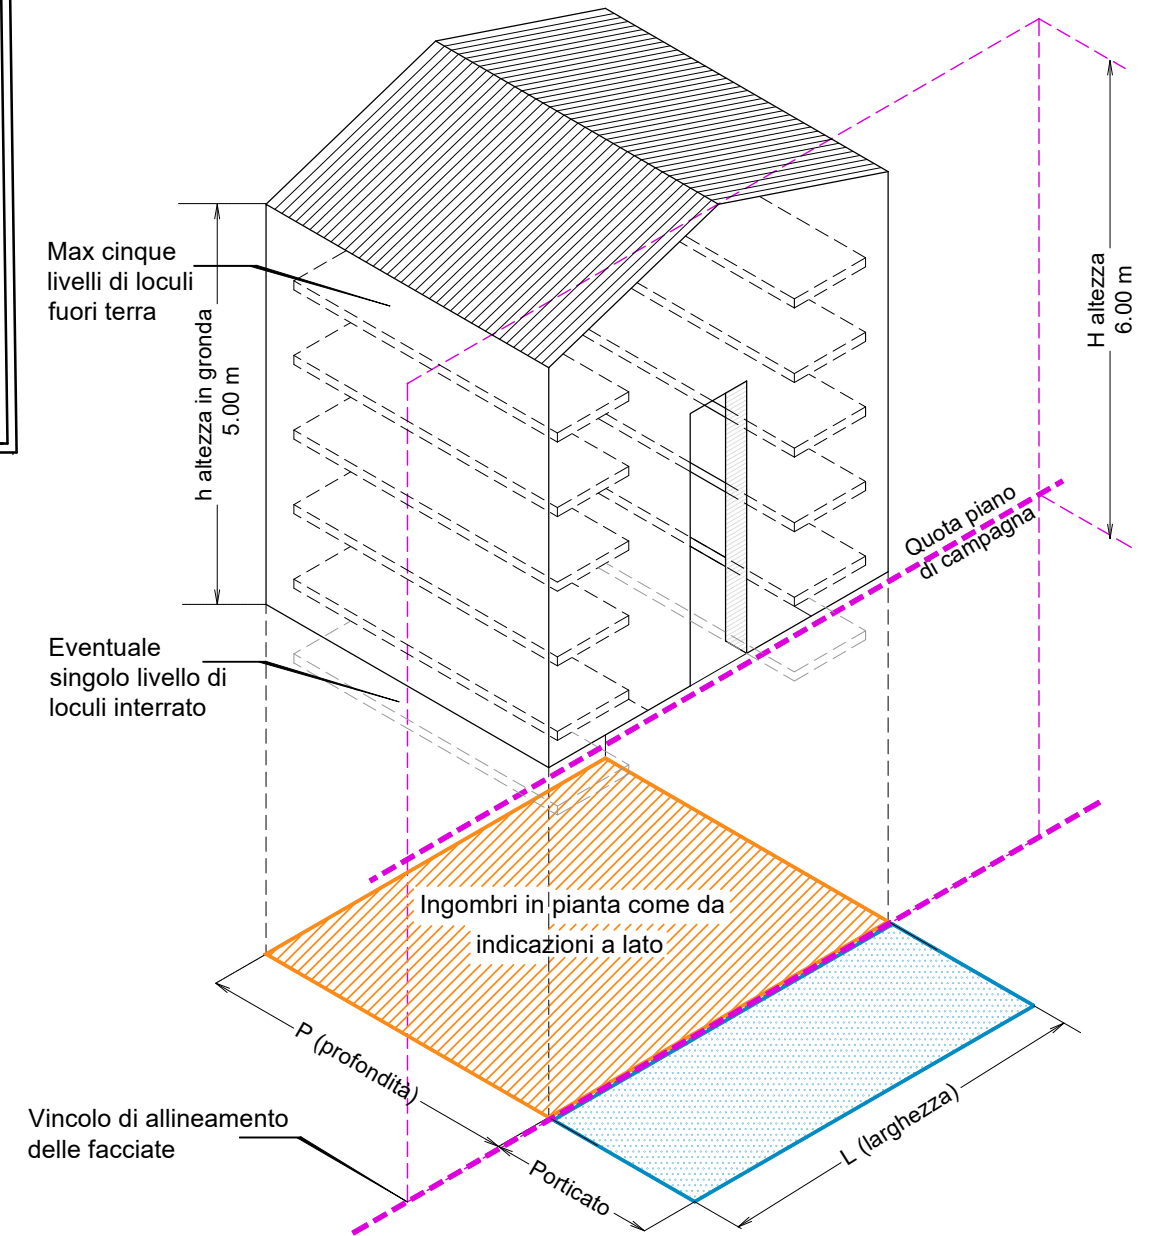 Max cinque
livelli di loculi
fuori terra
h altezza in gronda
5.00 m
H altezza
6.00 m
Quota piano
di campagna
Eventuale
singolo livello di
loculi interrato
Ingombri in pianta come da
indicazioni a lato
P (profondità)
Vincolo di allineamento
delle facciate
Porticato
L (larghezza)